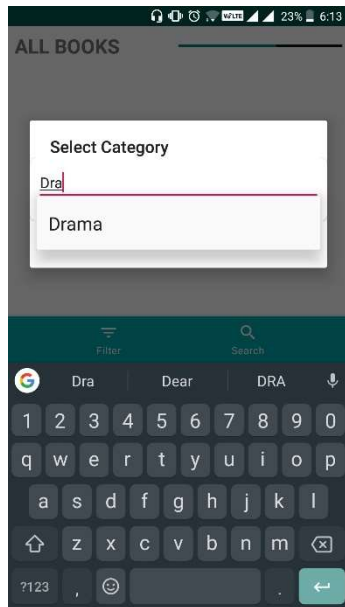 VoLTE 23% 6:13
ALL BOOKS
Select Category
Dra
Drama
Filter Search
G Dra Dear DRA
1 2 3 4 5 6 7 8 9 0
q w e r t y u i o p
a s d f g h j k l
z x c v b n m
?123 , .